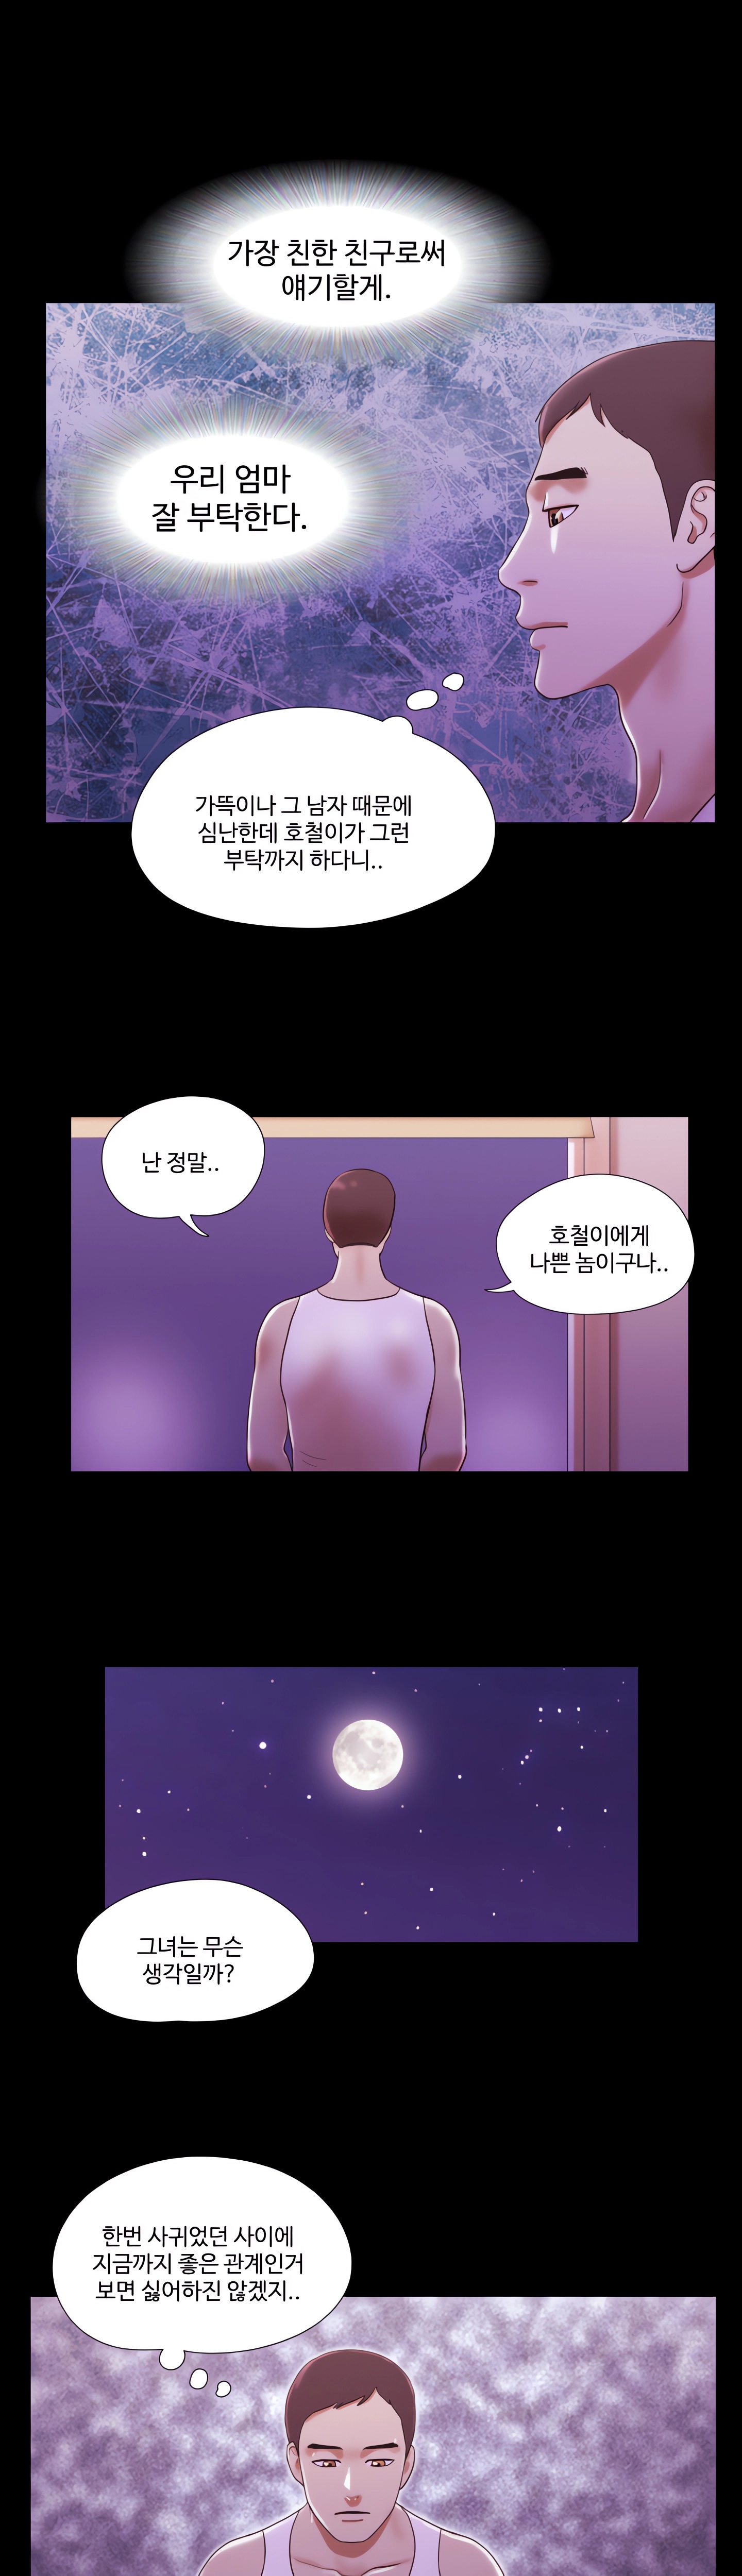 가장 친한 친구로써
얘기할게.
우리 엄마
잘 부탁한다.
가뜩이나 그 남자 때문에
심난한데 호철이가 그런
부탁까지 하다니..
난 정말..
호철이에게
나쁜 놈이구나..
그녀는 무슨
생각일까?
한번 사귀었던 사이에
지금까지 좋은 관계인거
보면 싫어하진 않겠지..